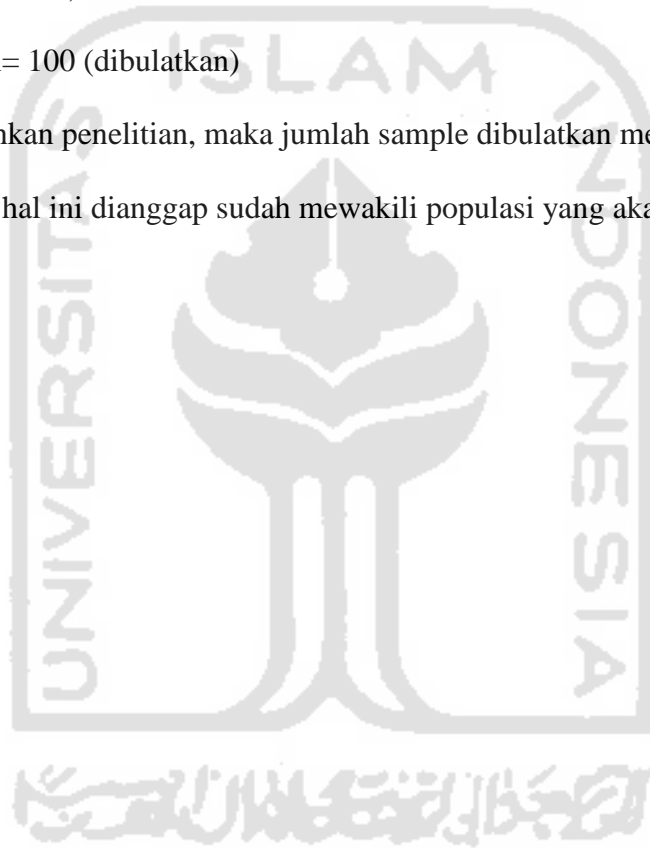 = 100 (dibulatkan)
nkan penelitian, maka jumlah sample dibulatkan me
hal ini dianggap sudah mewakili populasi yang aka
ISLAM
UNIVERSITAS
INDONESIA